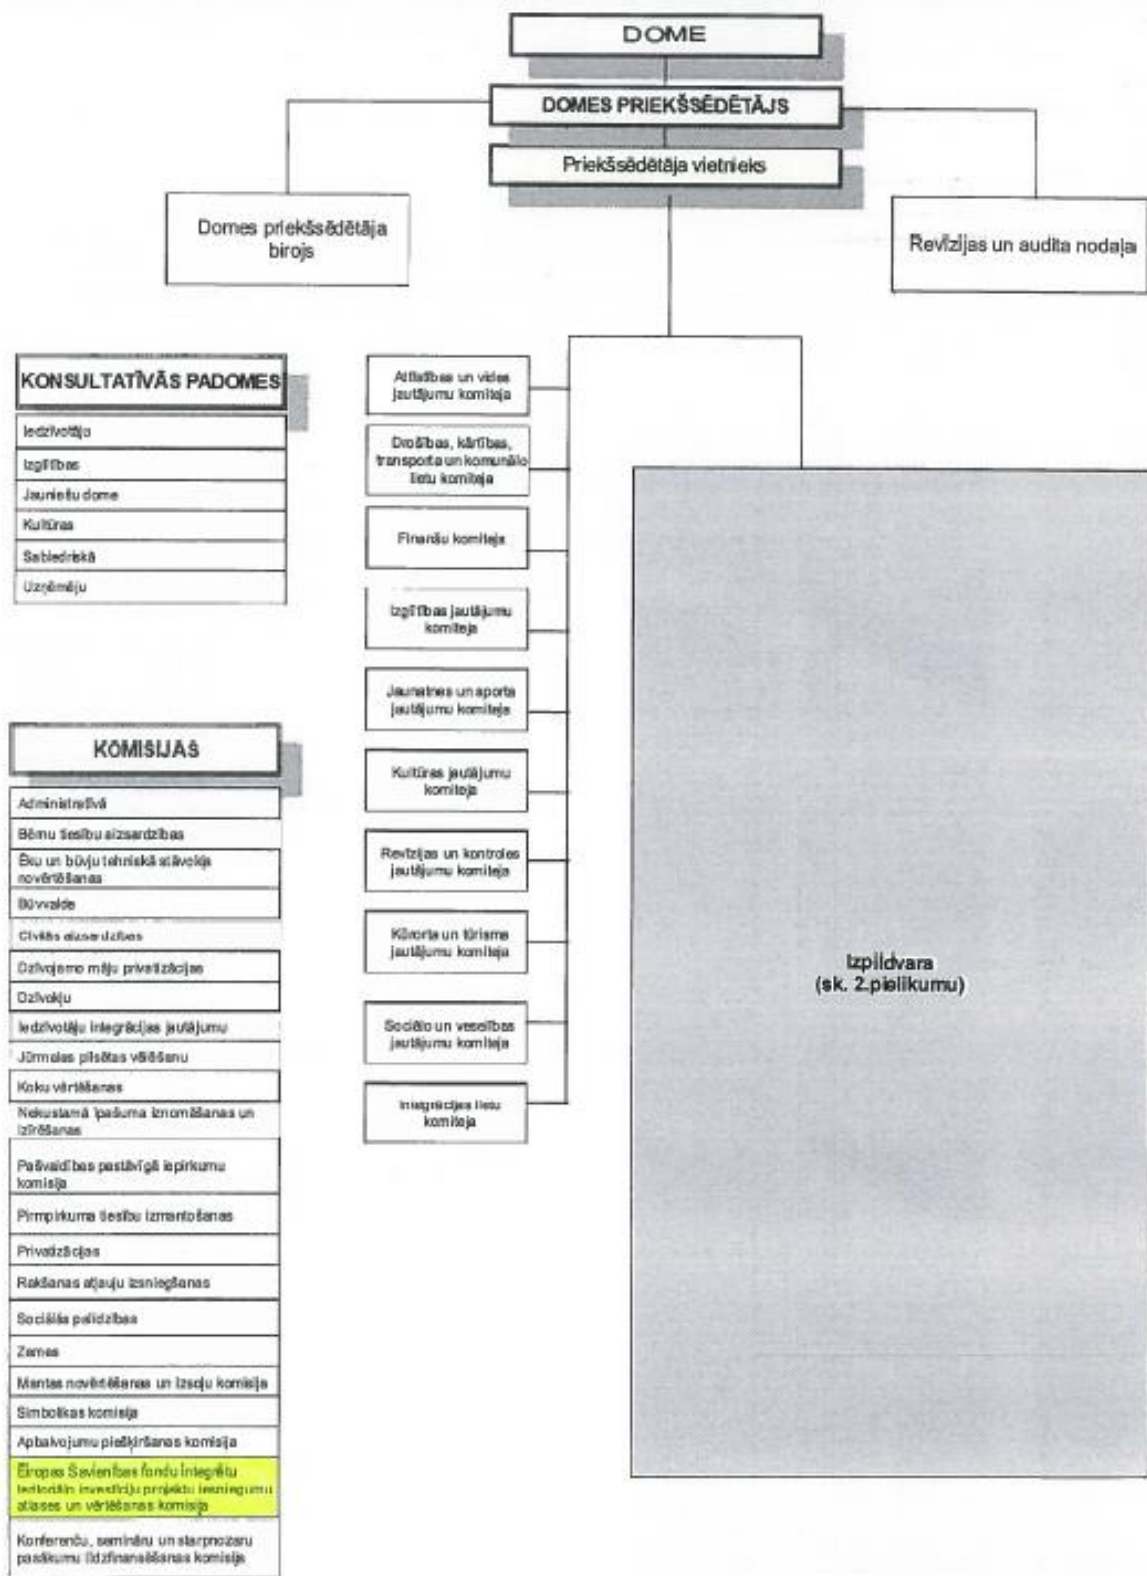 DOME
DOMES PRIEKŠSĒDĒTĀJS
Priekšsēdētāja vietnieks
Domes priekšsēdētāja
birojs
Revīzijas un audita nodaļa
KONSULTATĪVĀS PADOMES
Iedzīvotāju
Izglītības
Jauniešu dome
Kultūras
Sabiedriskā
Uzņēmēju
KOMISIJAS
Administratīvā
Bērnu tiesību aizsardzības
Ēku un būvju tehniskā stāvokļa
novērtēšanas
Būvvalde
Civilās aizsardzības
Dzīvojamo māju privatizācijas
Dzīvokļu
Iedzīvotāju integrācijas jautājumu
Jūrmalas pilsētas vēlēšanu
Koku vērtēšanas
Nekustamā īpašuma iznomāšanas un
izīrēšanas
Pašvaldības pastāvīgā iepirkumu
komisija
Pirmpirkuma tiesību izmantošanas
Privatizācijas
Rakšanas atļauju izsniegšanas
Sociālās palīdzības
Zemes
Mantas novērtēšanas un izsoļu komisija
Simbolikas komisija
Apbalvojumu piešķiršanas komisija
Eiropas Savienības fondu integrētu
teritoriālo investīciju projektu iesniegumu
atlases un vērtēšanas komisija
Konferenču, semināru un starpnozaru
pasākumu līdzfinansēšanas komisija
Attīstības un vides
jautājumu komiteja
Drošības, kārtības,
transporta un komunālo
lietu komiteja
Finanšu komiteja
Izglītības jautājumu
komiteja
Jaunatnes un sporta
jautājumu komiteja
Kultūras jautājumu
komiteja
Revīzijas un kontroles
jautājumu komiteja
Kūrorta un tūrisma
jautājumu komiteja
Sociālo un veselības
jautājumu komiteja
Integrācijas lietu
komiteja
Izpildvara
(sk. 2.pielikumu)